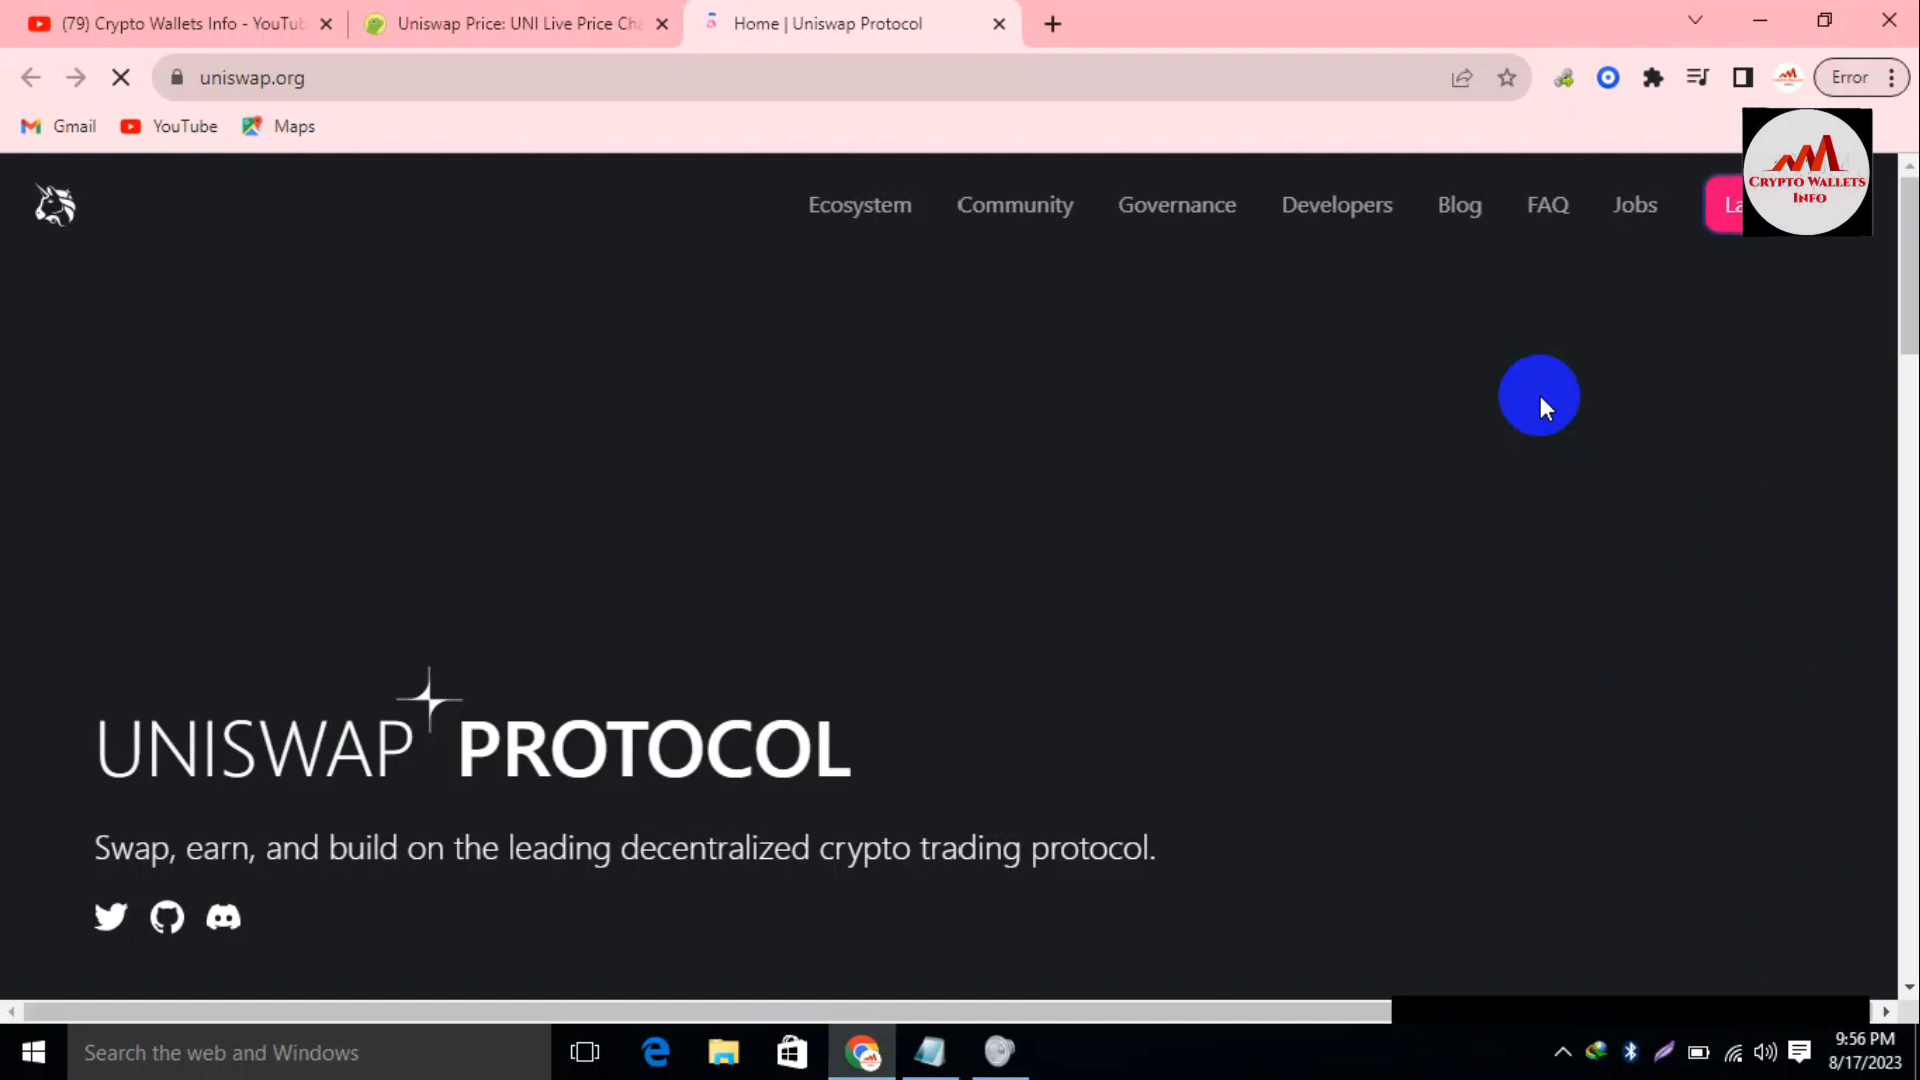 (79) Crypto Wallets Info - YouTub
Uniswap Price: UNI Live Price Cha
Home | Uniswap Protocol
uniswap.org
Error
Gmail
YouTube
Maps
Ecosystem
Community
Governance
Developers
Blog
FAQ
Jobs
La
CRYPTO WALLETS
INFO
UNISWAP PROTOCOL
Swap, earn, and build on the leading decentralized crypto trading protocol.
Search the web and Windows
9:56 PM
8/17/2023